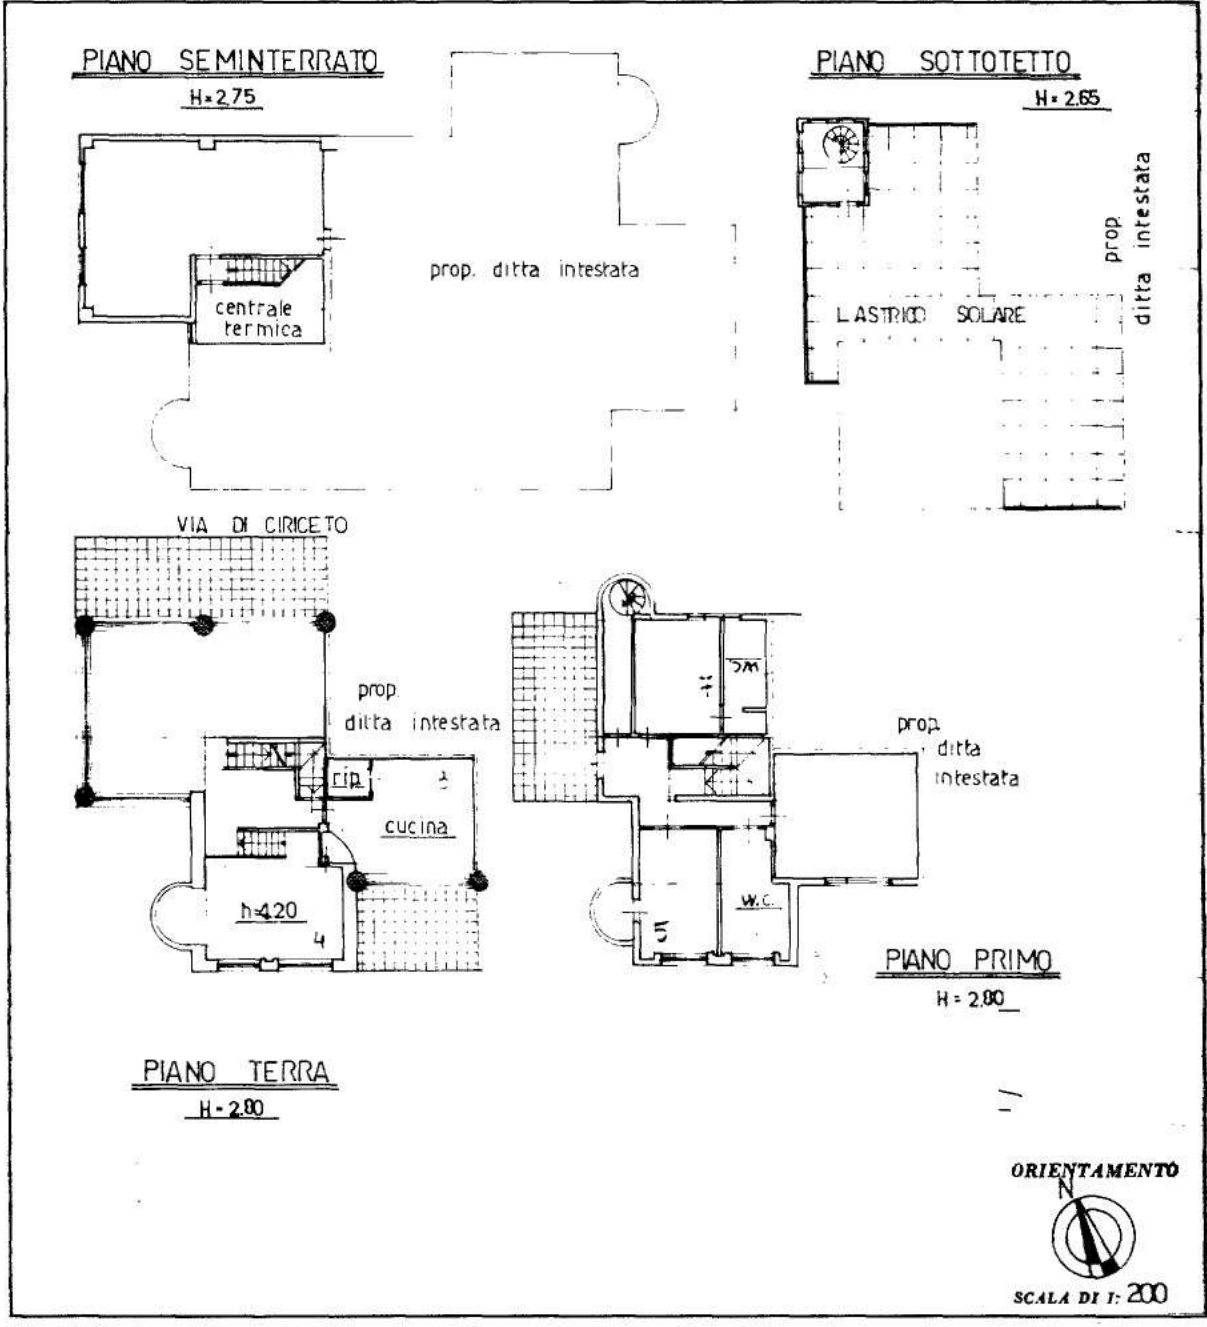 PIANO SEMINTERRATO
H=2,75
PIANO SOTTOTETTO
H=2.65
prop. ditta intestata
centrale
termica
prop.
ditta intestata
LASTRICO SOLARE
VIA DI CIRICETO
prop.
ditta intestata
rip.
cucina
h=4.20
4
W.C.
prop.
ditta
intestata
W.C.
5
PIANO PRIMO
H=2.80
PIANO TERRA
H-2.80
ORIENTAMENTO
N
SCALA DI 1: 200